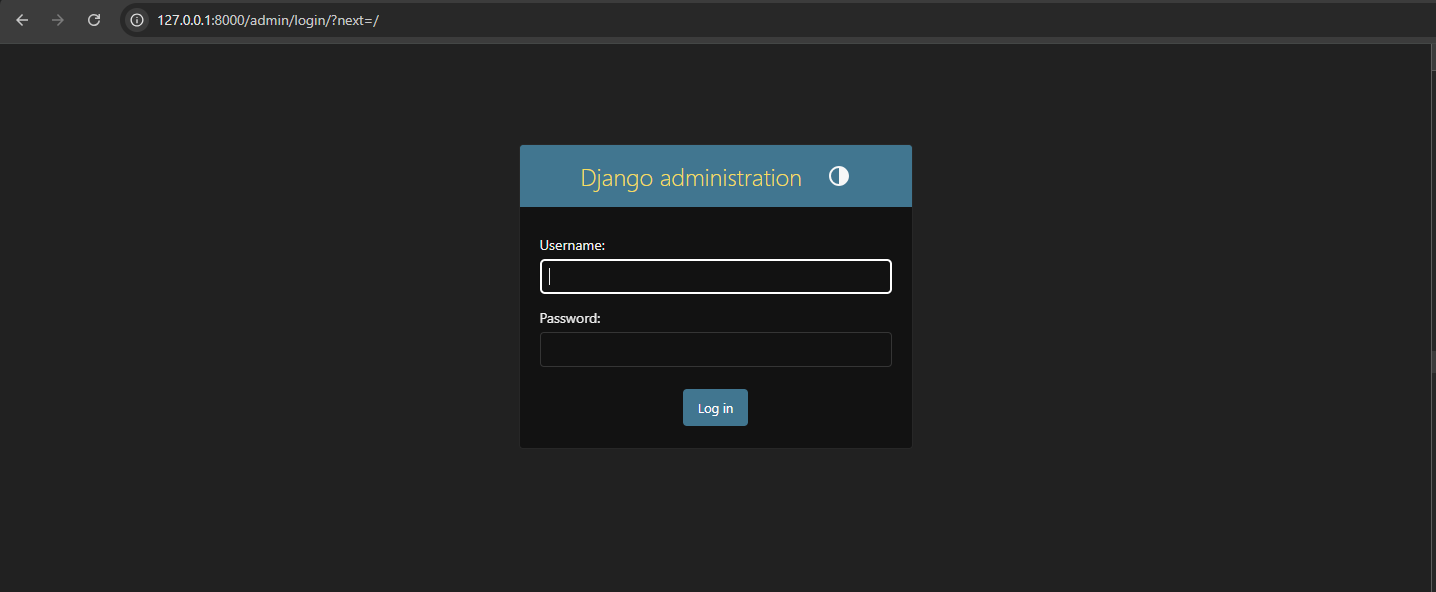 127.0.0.1:8000/admin/login/?next=/
Django administration
Username:
Password:
Log in